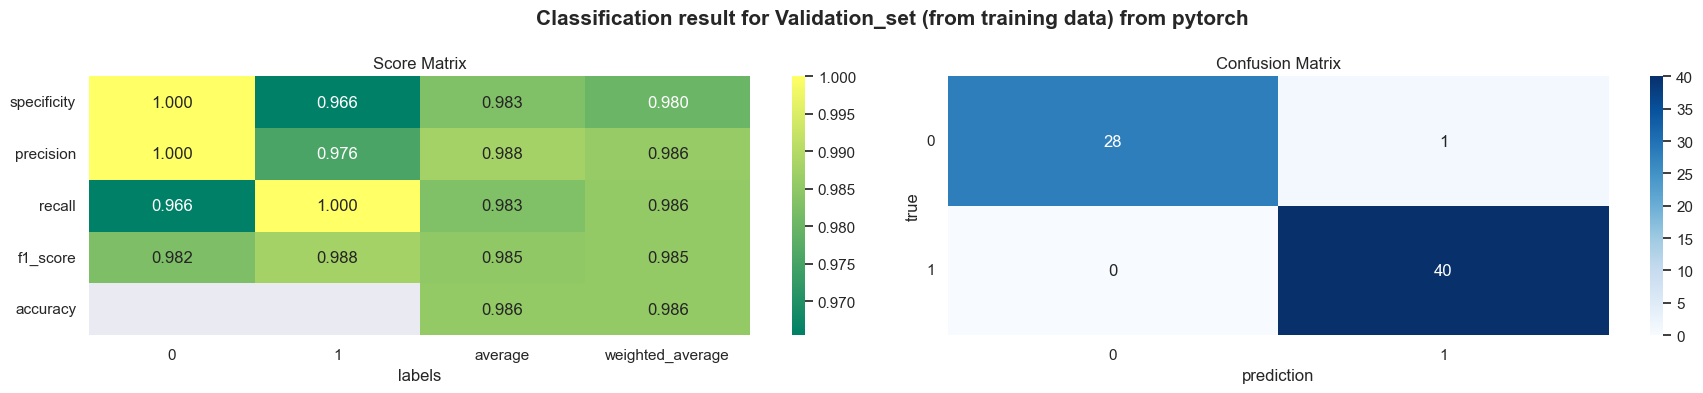 Classification result for Validation_set (from training data) from pytorch
Score Matrix
specificity 1.000 0.966 0.983 0.980
precision 1.000 0.976 0.988 0.986
recall 0.966 1.000 0.983 0.986
f1_score 0.982 0.988 0.985 0.985
accuracy 0.986 0.986
0 1 average weighted_average
labels
1.000
0.995
0.990
0.985
0.980
0.975
0.970
Confusion Matrix
true
0 28 1
1 0 40
0 1
prediction
40
35
30
25
20
15
10
5
0